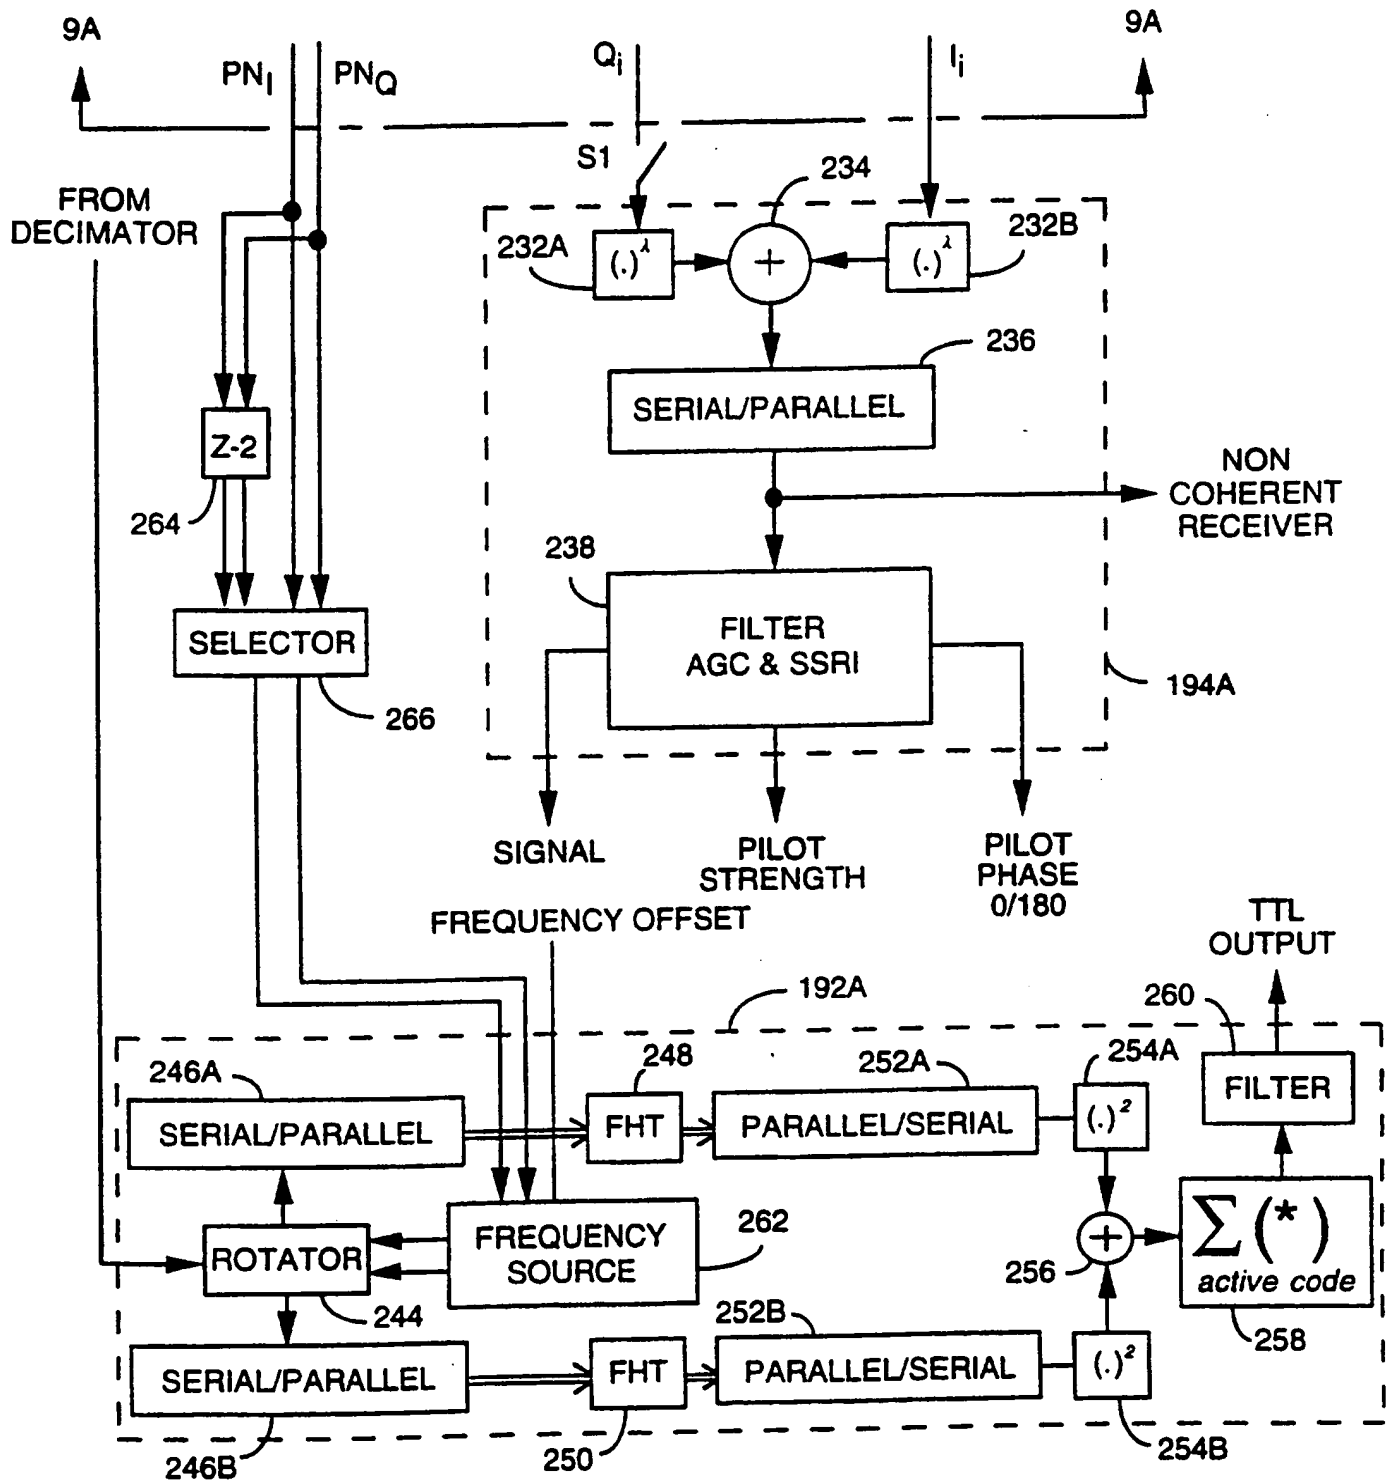 9A
9A
PNI
PNQ
Qi
Ii
S1
234
FROM
DECIMATOR
232A
(.)λ
+
(.)λ
232B
236
SERIAL/PARALLEL
Z-2
264
NON
COHERENT
RECEIVER
238
FILTER
AGC & SSRI
SELECTOR
266
194A
SIGNAL
PILOT
STRENGTH
PILOT
PHASE
0/180
FREQUENCY OFFSET
TTL
OUTPUT
192A
260
246A
248
252A
254A
FILTER
SERIAL/PARALLEL
FHT
PARALLEL/SERIAL
(.)2
ROTATOR
244
FREQUENCY
SOURCE
262
+
256
Σ(*)
active code
258
252B
SERIAL/PARALLEL
FHT
PARALLEL/SERIAL
(.)2
246B
250
254B